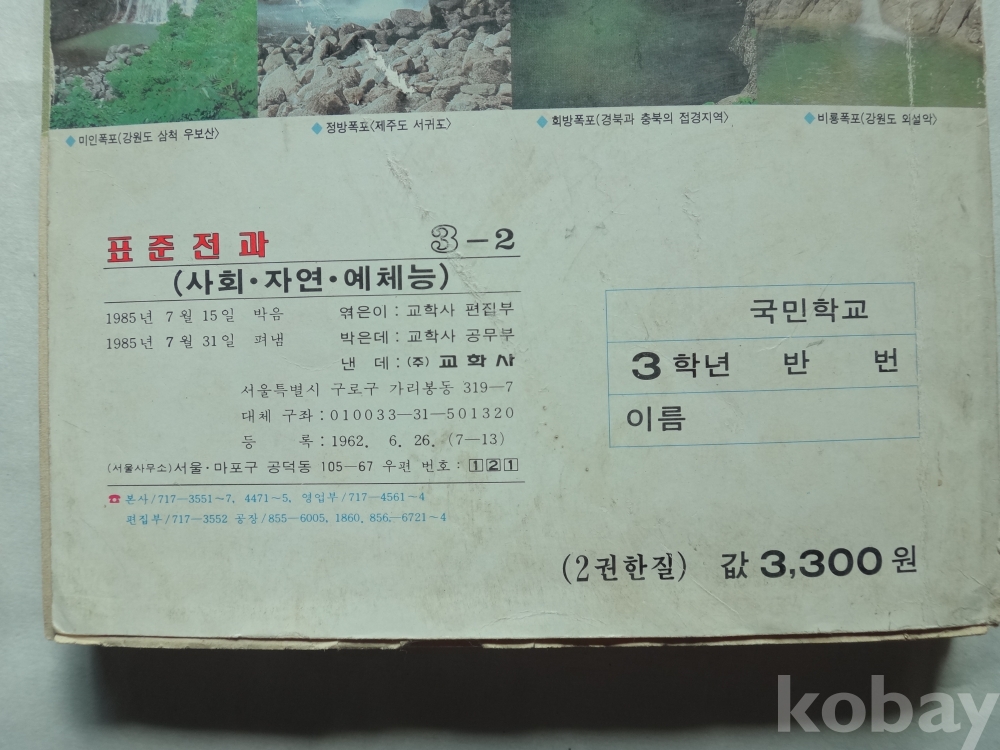 ◆미인폭포(강원도 삼척 우보산)
◆정방폭포<제주도 서귀포>
◆희방폭포(경북과 충북의 접경지역)
◆비룡폭포(강원도 외설악)
표준전과 3-2
(사회·자연·예체능)
1985년 7월 15일 박음 엮은이 : 교학사 편집부
1985년 7월 31일 펴냄 박은데 : 교학사 공무부
낸 데 : (주) 교학사
서울특별시 구로구 가리봉동 319-7
대체 구좌 : 010033-31-501320
등 록 : 1962. 6. 26. (7-13)
(서울사무소) 서울·마포구 공덕동 105-67 우편 번호 : 121
☎ 본사/717-3551~7, 4471~5, 영업부/717-4561~4
편집부/717-3552 공장/855-6005, 1860, 856-6721~4
국민학교
3학년 반 번
이름
(2권한질) 값 3,300원
kobay